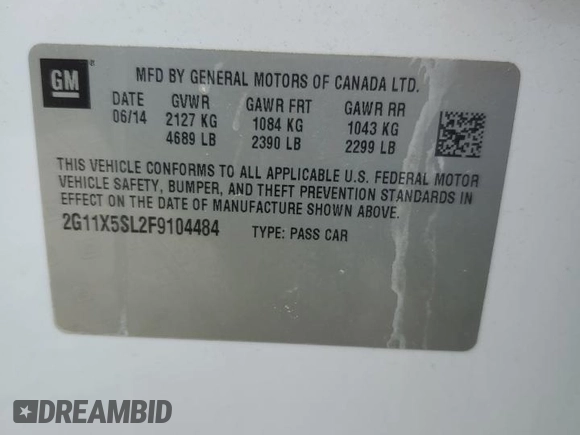 GM ®
MFD BY GENERAL MOTORS OF CANADA LTD.
DATE GVWR GAWR FRT GAWR RR
06/14 2127 KG 1084 KG 1043 KG
4689 LB 2390 LB 2299 LB
THIS VEHICLE CONFORMS TO ALL APPLICABLE U.S. FEDERAL MOTOR
VEHICLE SAFETY, BUMPER, AND THEFT PREVENTION STANDARDS
IN EFFECT ON THE DATE OF MANUFACTURE SHOWN ABOVE.
2G11X5SL2F9104484 TYPE: PASS CAR
DREAMBID